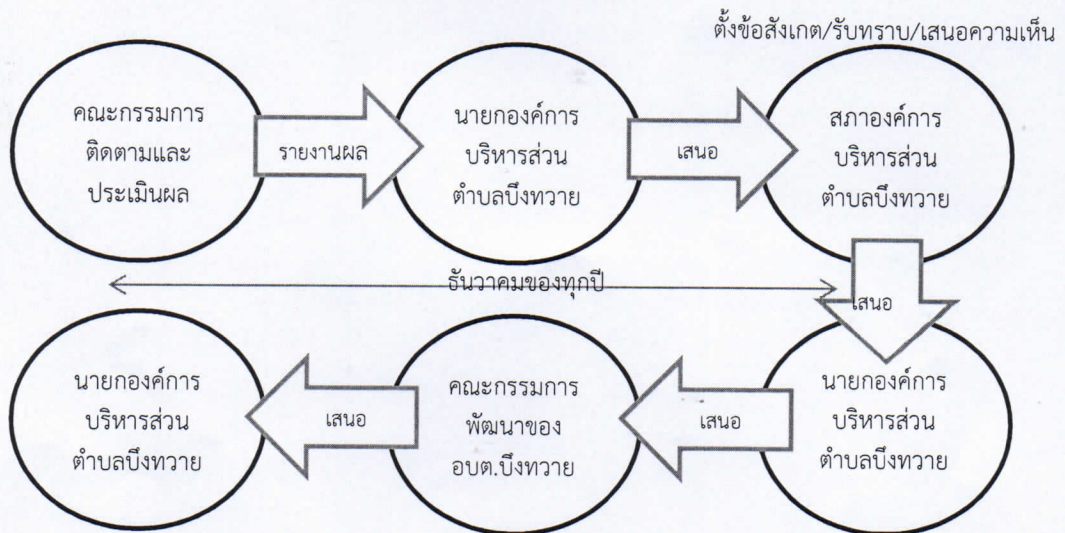 ตั้งข้อสังเกต/รับทราบ/เสนอความเห็น
คณะกรรมการ
ติดตามและ
ประเมินผล
รายงานผล
นายกองค์การ
บริหารส่วน
ตำบลบึงทวาย
เสนอ
สภาองค์การ
บริหารส่วน
ตำบลบึงทวาย
ธันวาคมของทุกปี
เสนอ
นายกองค์การ
บริหารส่วน
ตำบลบึงทวาย
เสนอ
คณะกรรมการ
พัฒนาของ
อบต.บึงทวาย
เสนอ
นายกองค์การ
บริหารส่วน
ตำบลบึงทวาย